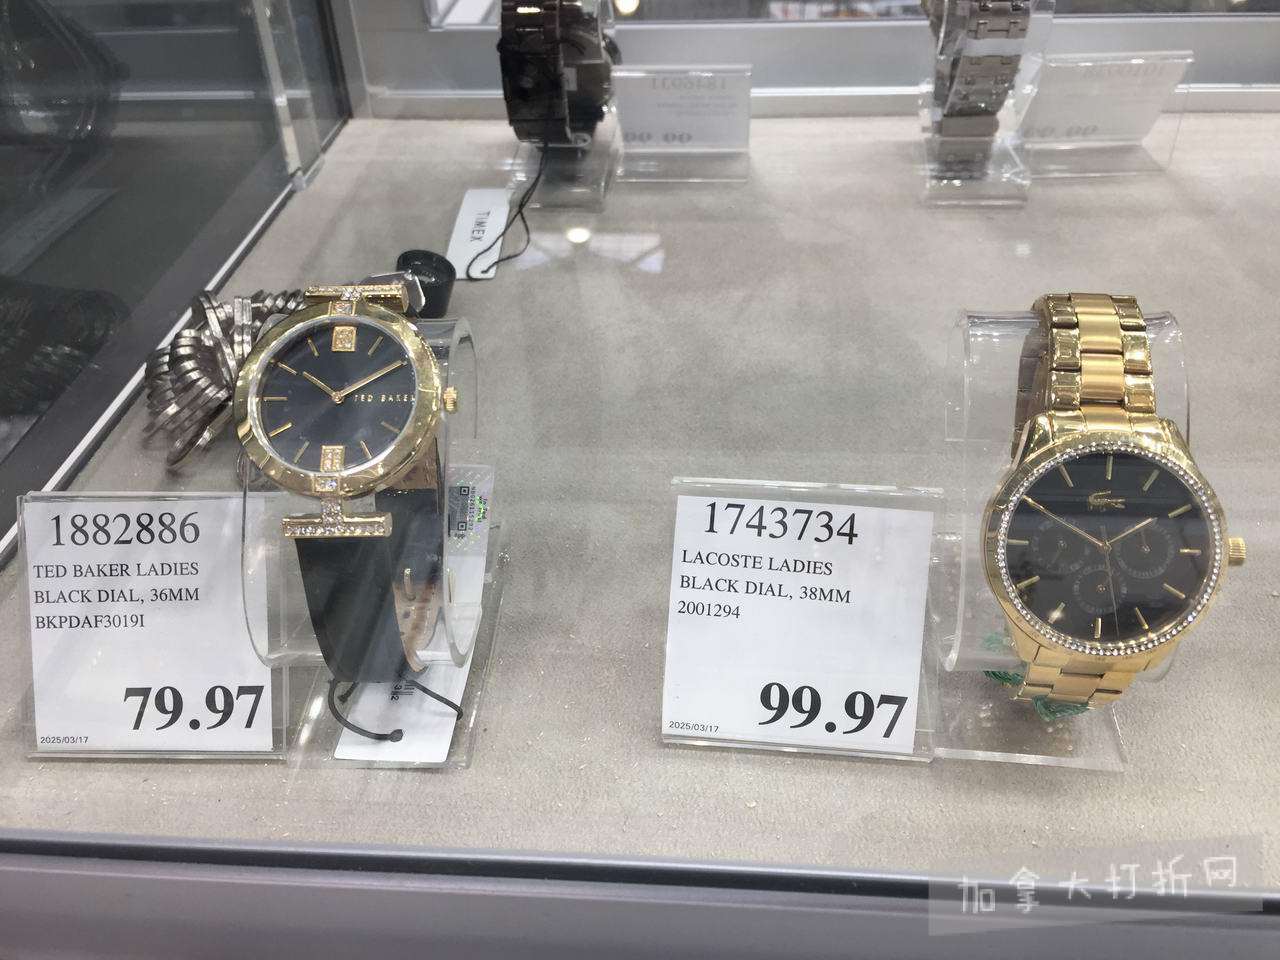 TIMEX
TED BAKER
1882886
TED BAKER LADIES
BLACK DIAL, 36MM
BKPDAF3019I
79.97
2025/03/17
1743734
LACOSTE LADIES
BLACK DIAL, 38MM
2001294
99.97
2025/03/17
加拿大打折网